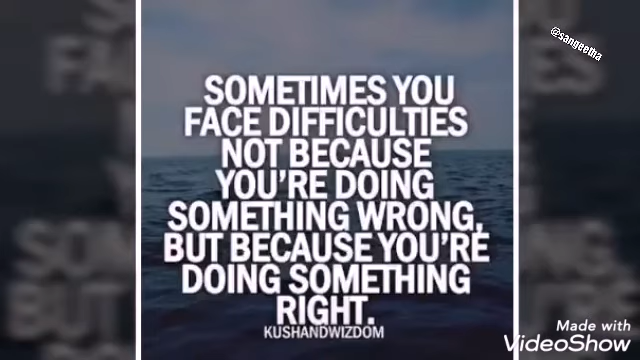 @sangeetha
SOMETIMES YOU
FACE DIFFICULTIES
NOT BECAUSE
YOU'RE DOING
SOMETHING WRONG,
BUT BECAUSE YOU'RE
DOING SOMETHING
RIGHT.
KUSHANDWIZDOM
Made with
VideoShow